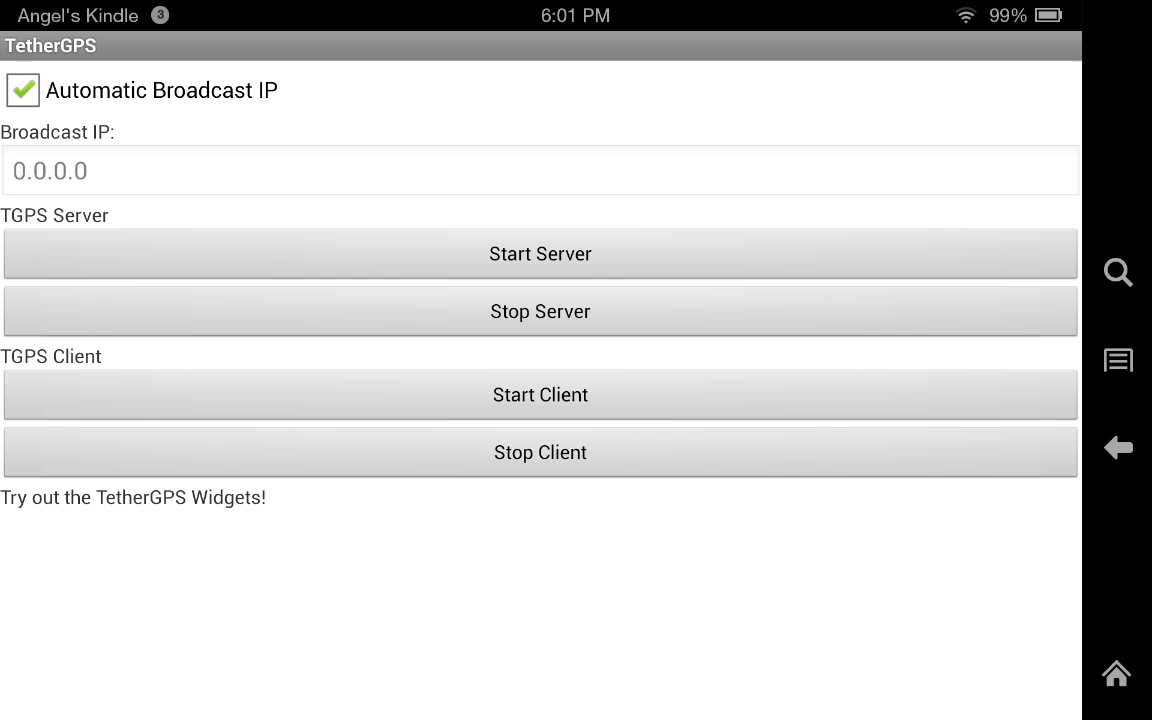 Angel's Kindle 3 6:01 PM 99%
TetherGPS
Automatic Broadcast IP
Broadcast IP:
0.0.0.0
TGPS Server
Start Server
Stop Server
TGPS Client
Start Client
Stop Client
Try out the TetherGPS Widgets!